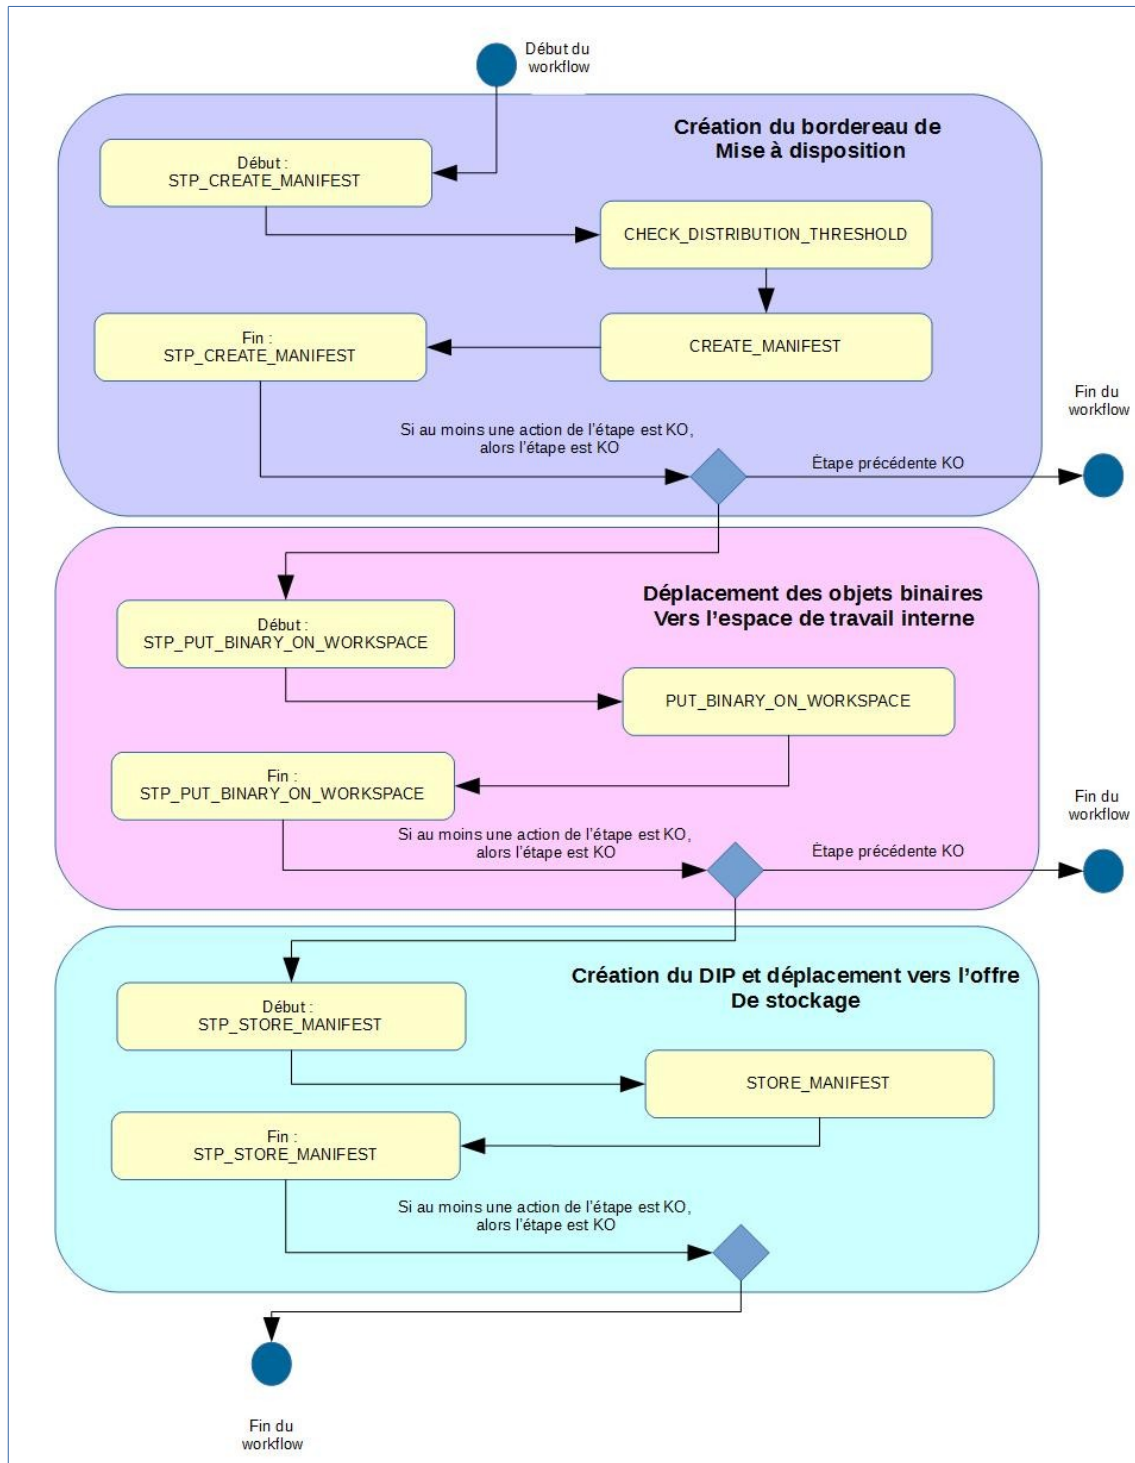 Début du
workflow
Création du bordereau de
Mise à disposition
Début :
STP_CREATE_MANIFEST
CHECK_DISTRIBUTION_THRESHOLD
Fin :
STP_CREATE_MANIFEST
CREATE_MANIFEST
Fin du
workflow
Si au moins une action de l’étape est KO,
alors l’étape est KO
Étape précédente KO
Déplacement des objets binaires
Vers l’espace de travail interne
Début :
STP_PUT_BINARY_ON_WORKSPACE
PUT_BINARY_ON_WORKSPACE
Fin :
STP_PUT_BINARY_ON_WORKSPACE
Fin du
workflow
Si au moins une action de l’étape est KO,
alors l’étape est KO
Étape précédente KO
Création du DIP et déplacement vers l’offre
De stockage
Début :
STP_STORE_MANIFEST
STORE_MANIFEST
Fin :
STP_STORE_MANIFEST
Si au moins une action de l’étape est KO,
alors l’étape est KO
Fin du
workflow